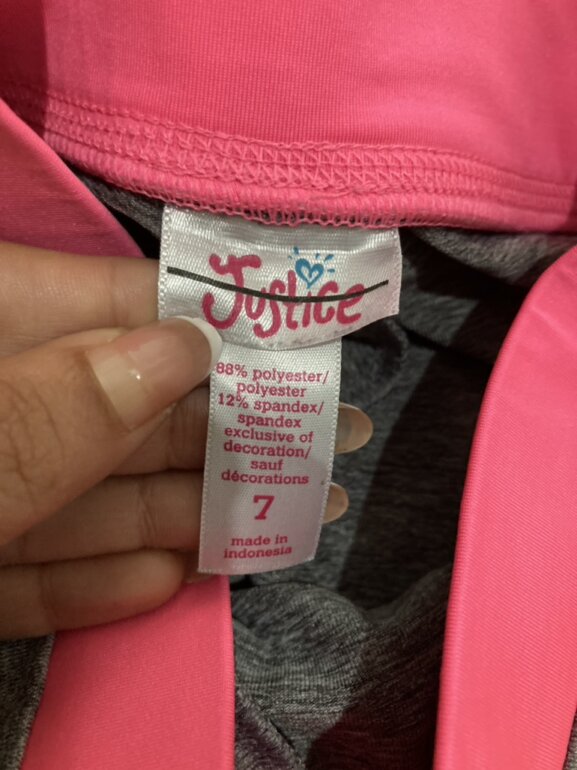 Justice
88% polyester/
polyester
12% spandex/
spandex
exclusive of
decoration/
sauf
décorations
7
made in
indonesia